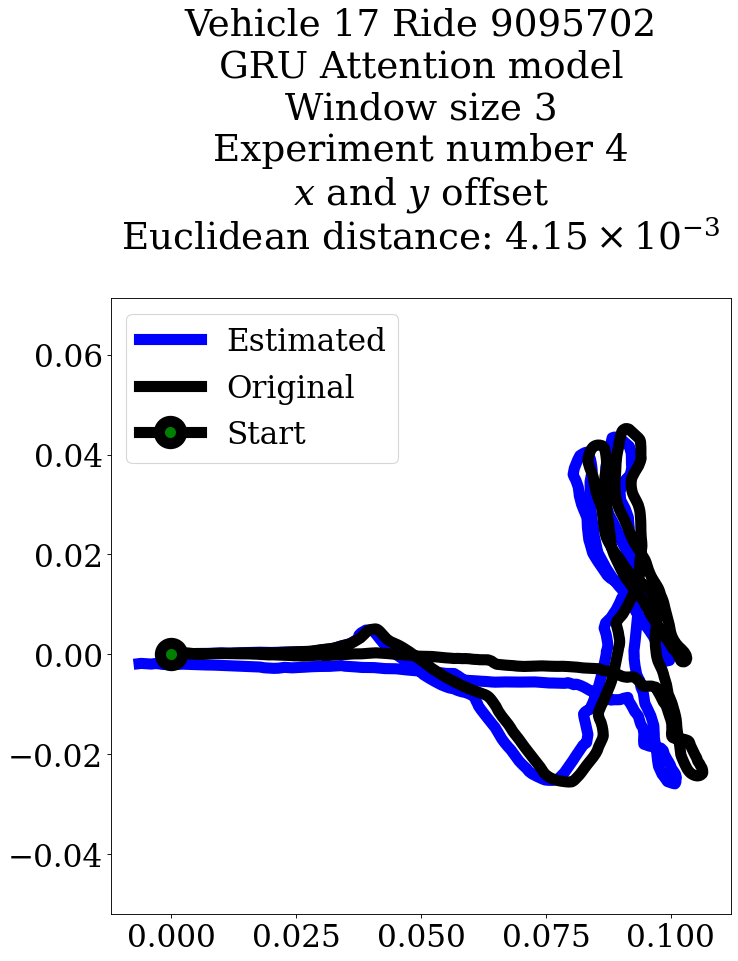 Vehicle 17 Ride 9095702
GRU Attention model
Window size 3
Experiment number 4
x and y offset
Euclidean distance: 4.15 × 10⁻³
Estimated
Original
Start
0.06
0.04
0.02
0.00
−0.02
−0.04
0.000 0.025 0.050 0.075 0.100